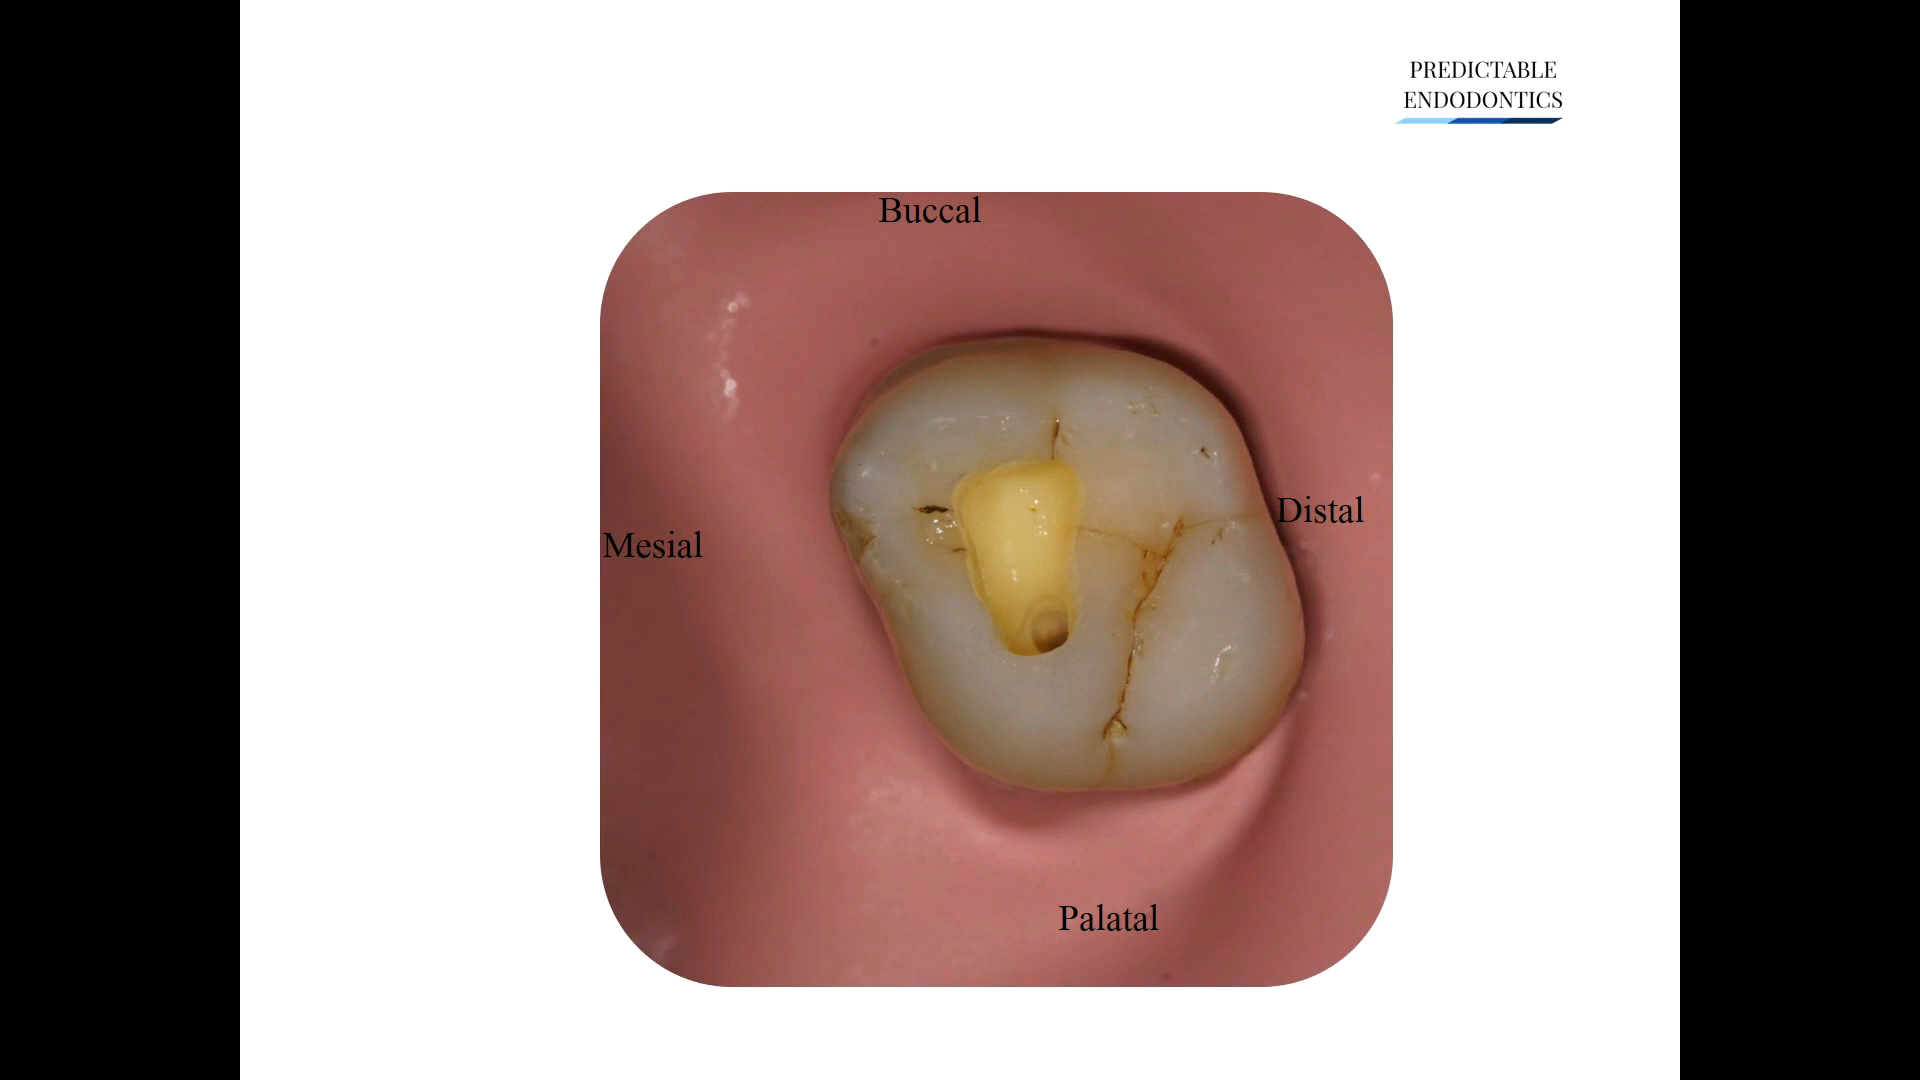 PREDICTABLE
ENDODONTICS
Buccal
Distal
Mesial
Palatal